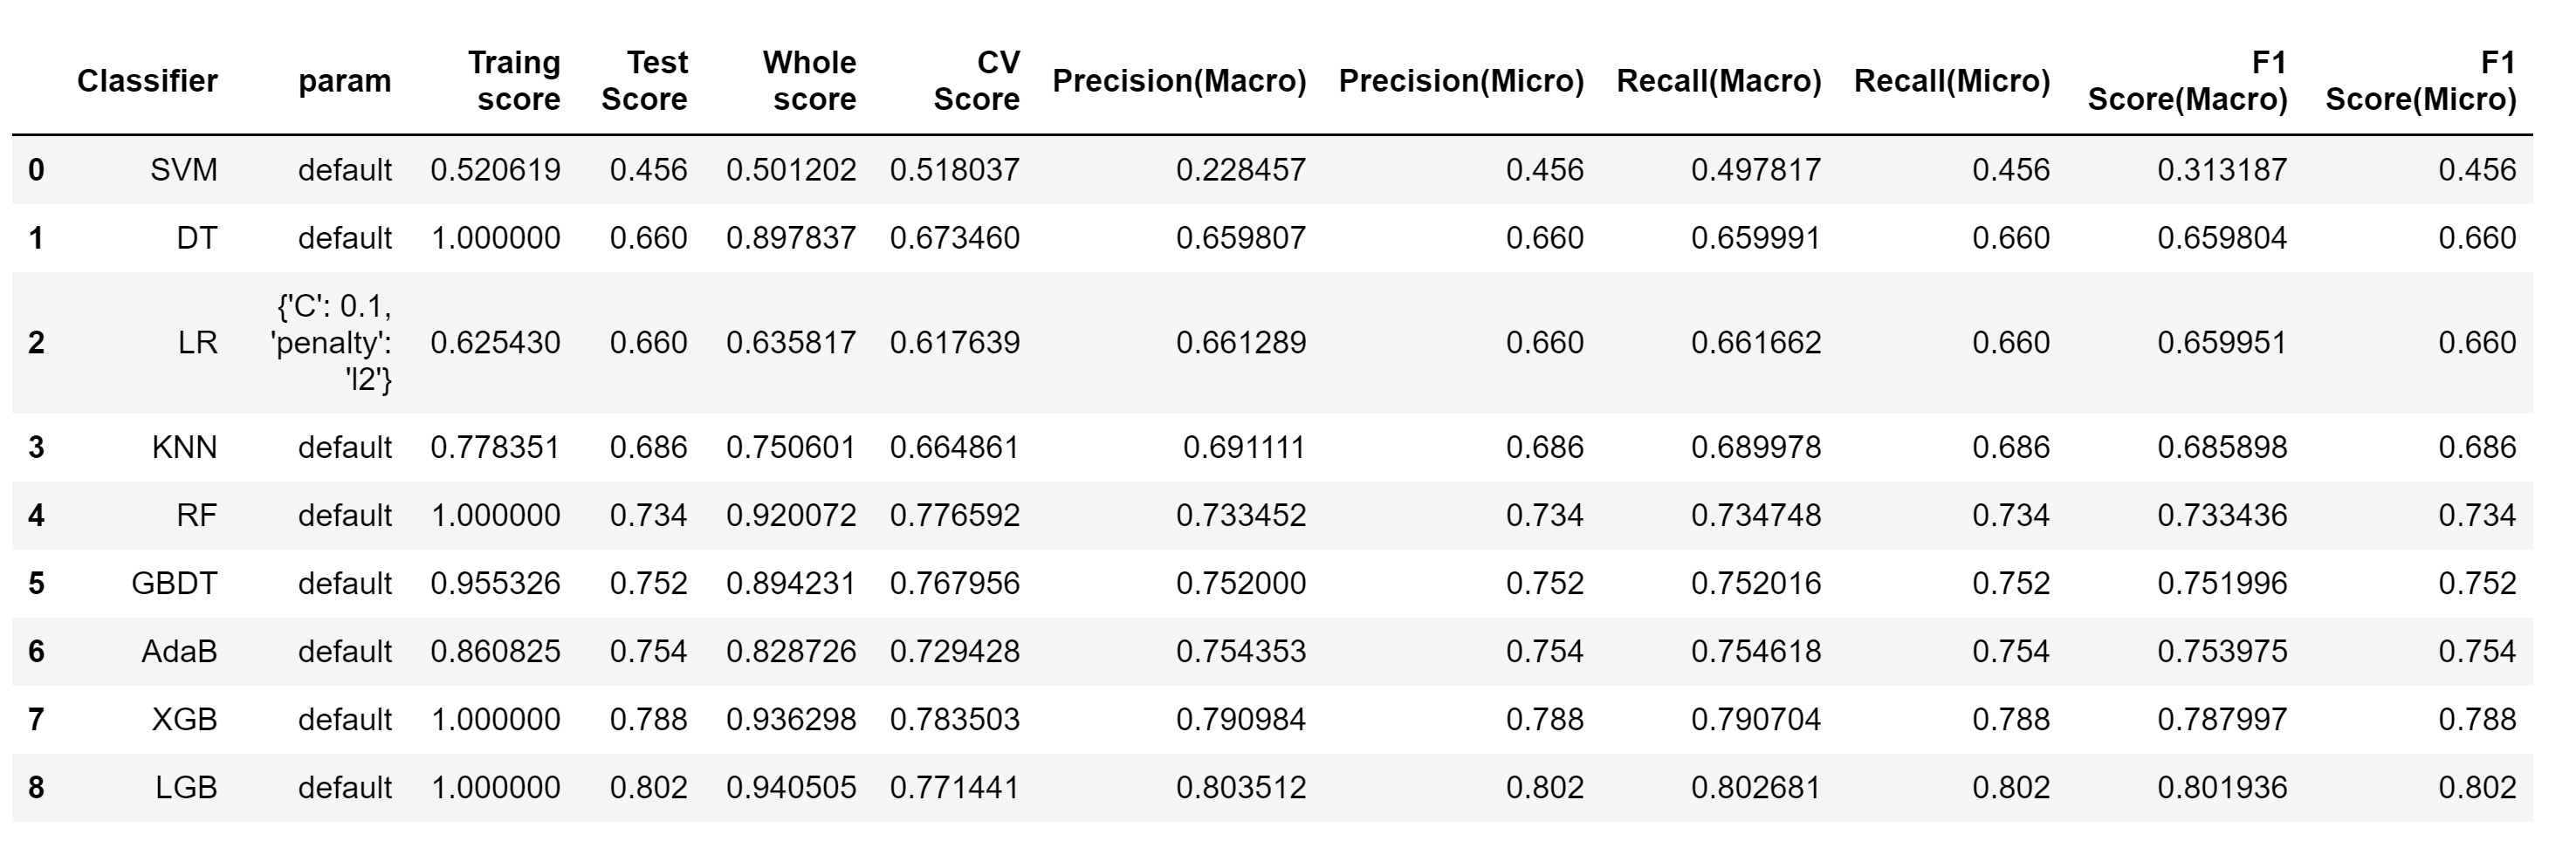 Classifier param Traing score Test Score Whole score CV Score Precision(Macro) Precision(Micro) Recall(Macro) Recall(Micro) F1 Score(Macro) F1 Score(Micro)
0 SVM default 0.520619 0.456 0.501202 0.518037 0.228457 0.456 0.497817 0.456 0.313187 0.456
1 DT default 1.000000 0.660 0.897837 0.673460 0.659807 0.660 0.659991 0.660 0.659804 0.660
2 LR {'C': 0.1, 'penalty': 'l2'} 0.625430 0.660 0.635817 0.617639 0.661289 0.660 0.661662 0.660 0.659951 0.660
3 KNN default 0.778351 0.686 0.750601 0.664861 0.691111 0.686 0.689978 0.686 0.685898 0.686
4 RF default 1.000000 0.734 0.920072 0.776592 0.733452 0.734 0.734748 0.734 0.733436 0.734
5 GBDT default 0.955326 0.752 0.894231 0.767956 0.752000 0.752 0.752016 0.752 0.751996 0.752
6 AdaB default 0.860825 0.754 0.828726 0.729428 0.754353 0.754 0.754618 0.754 0.753975 0.754
7 XGB default 1.000000 0.788 0.936298 0.783503 0.790984 0.788 0.790704 0.788 0.787997 0.788
8 LGB default 1.000000 0.802 0.940505 0.771441 0.803512 0.802 0.802681 0.802 0.801936 0.802